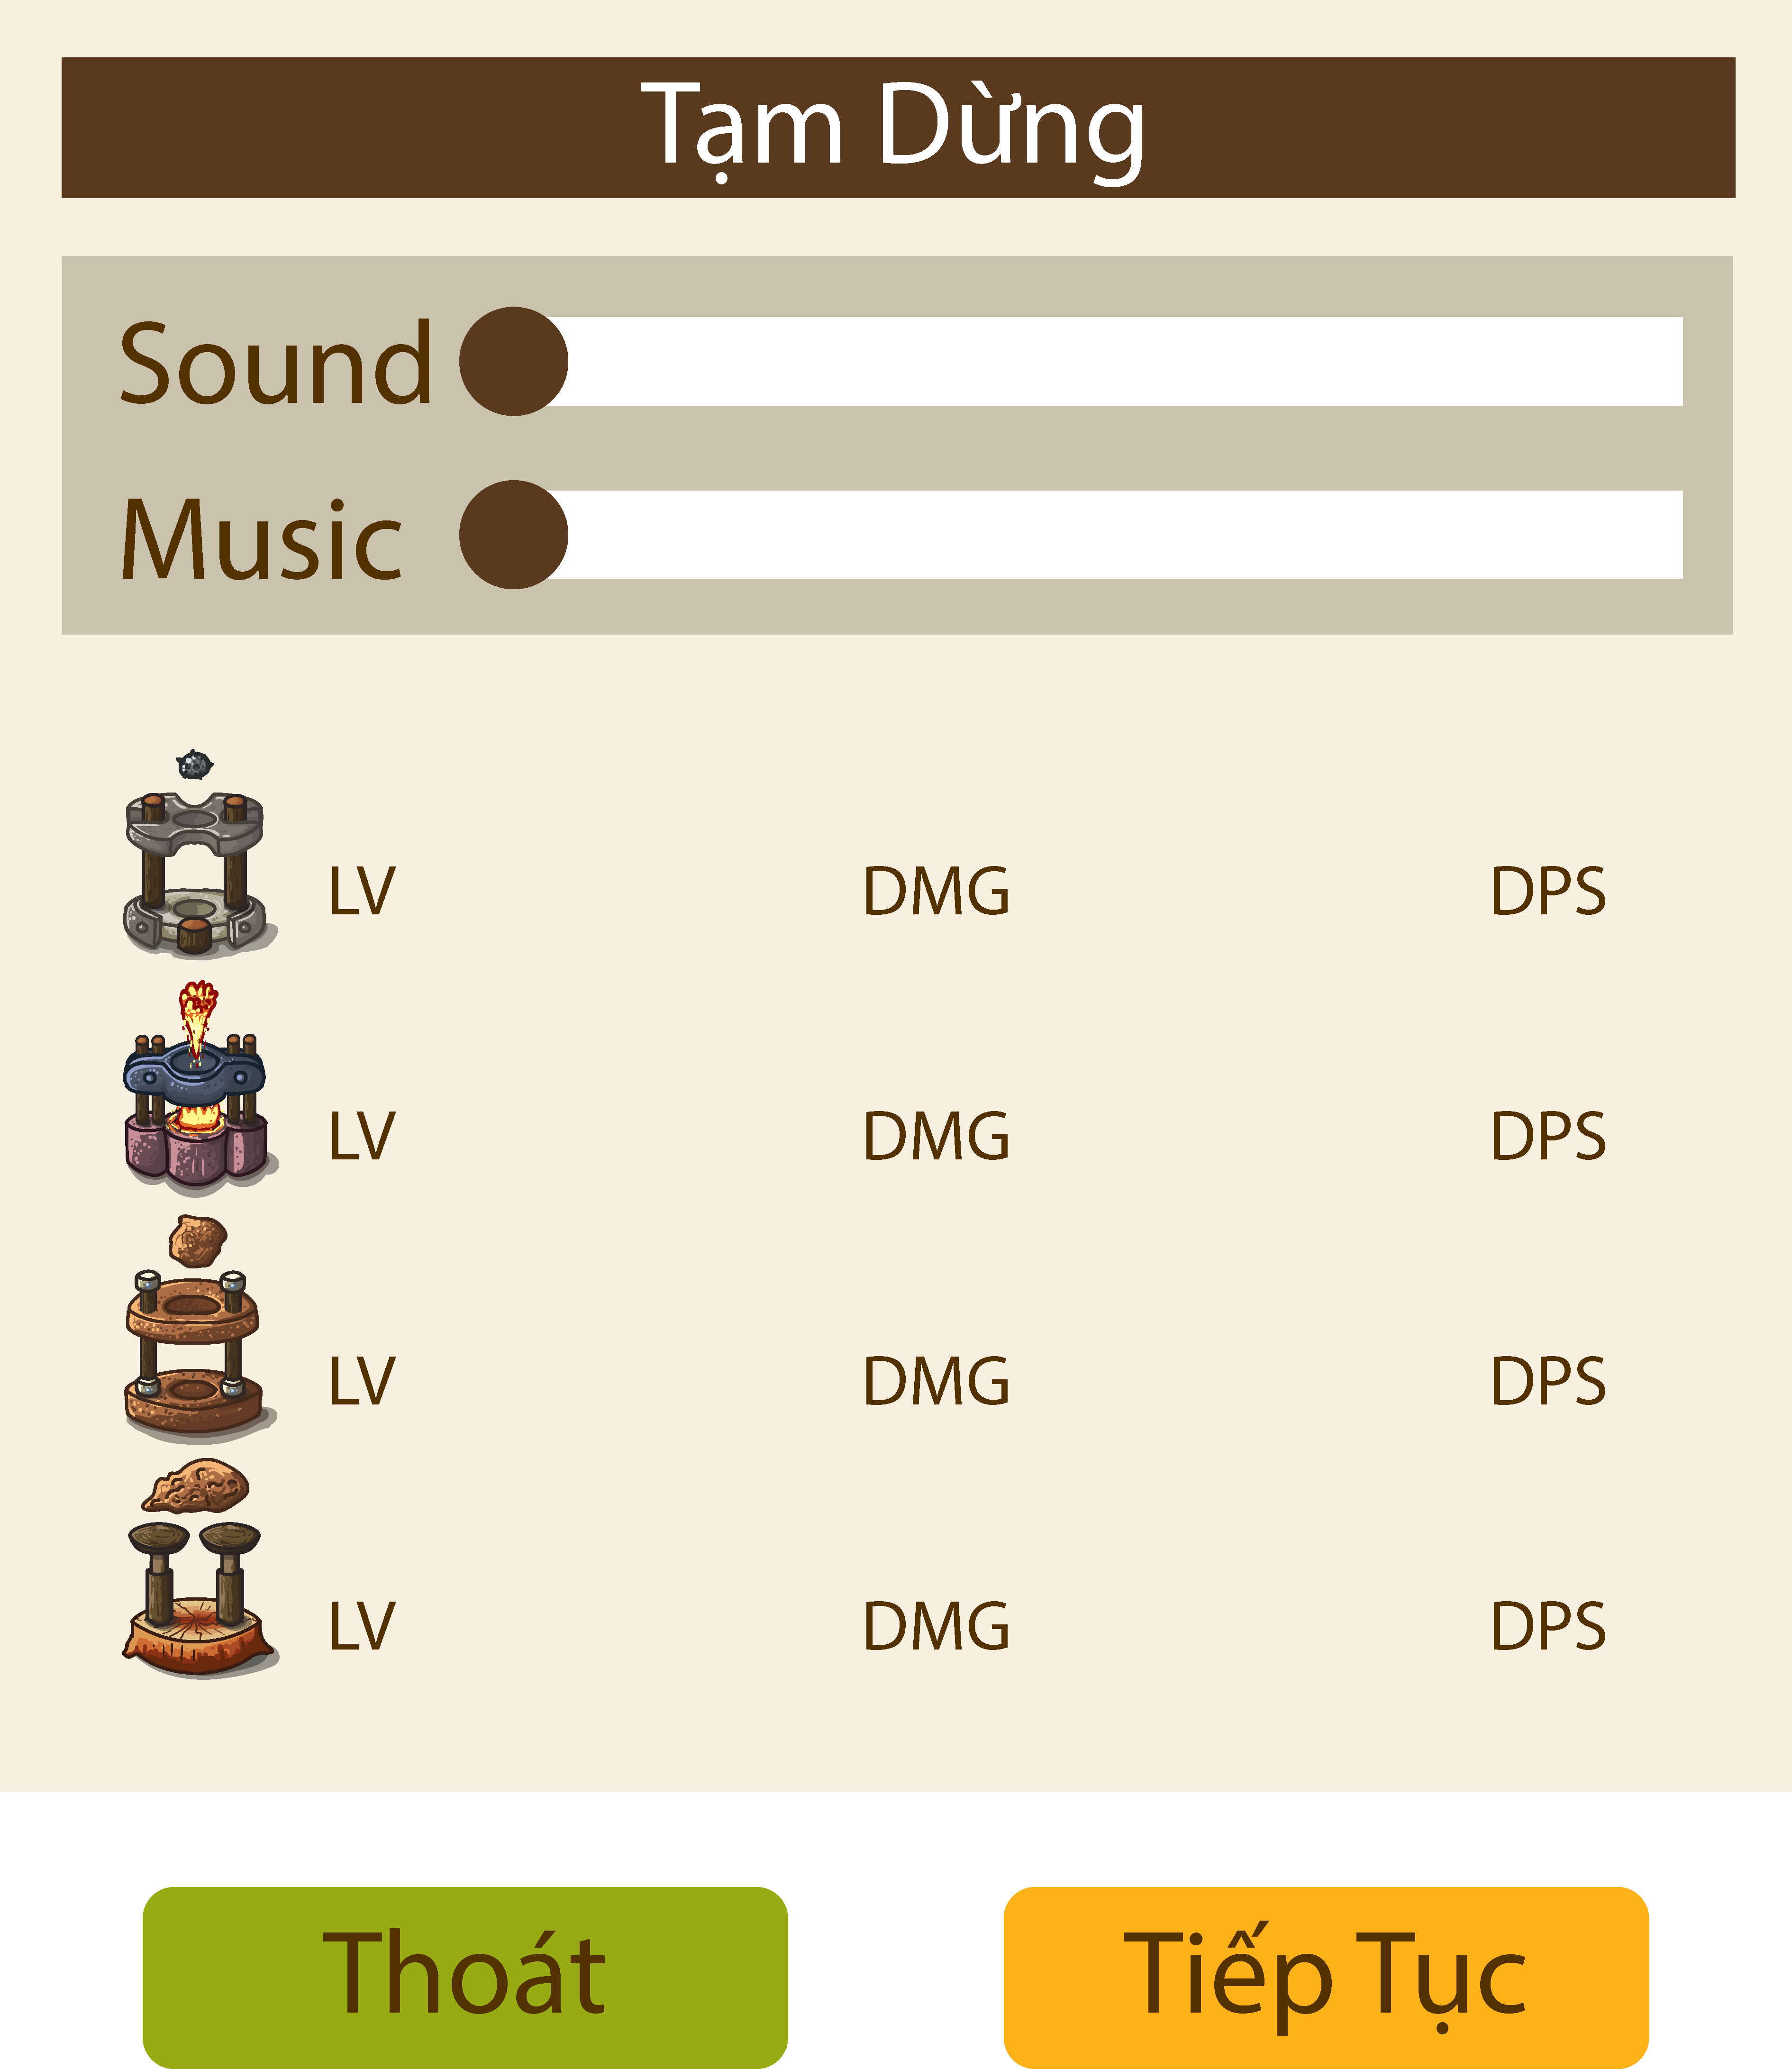 Tạm Dừng
Sound
Music
LV DMG DPS
LV DMG DPS
LV DMG DPS
LV DMG DPS
Thoát Tiếp Tục